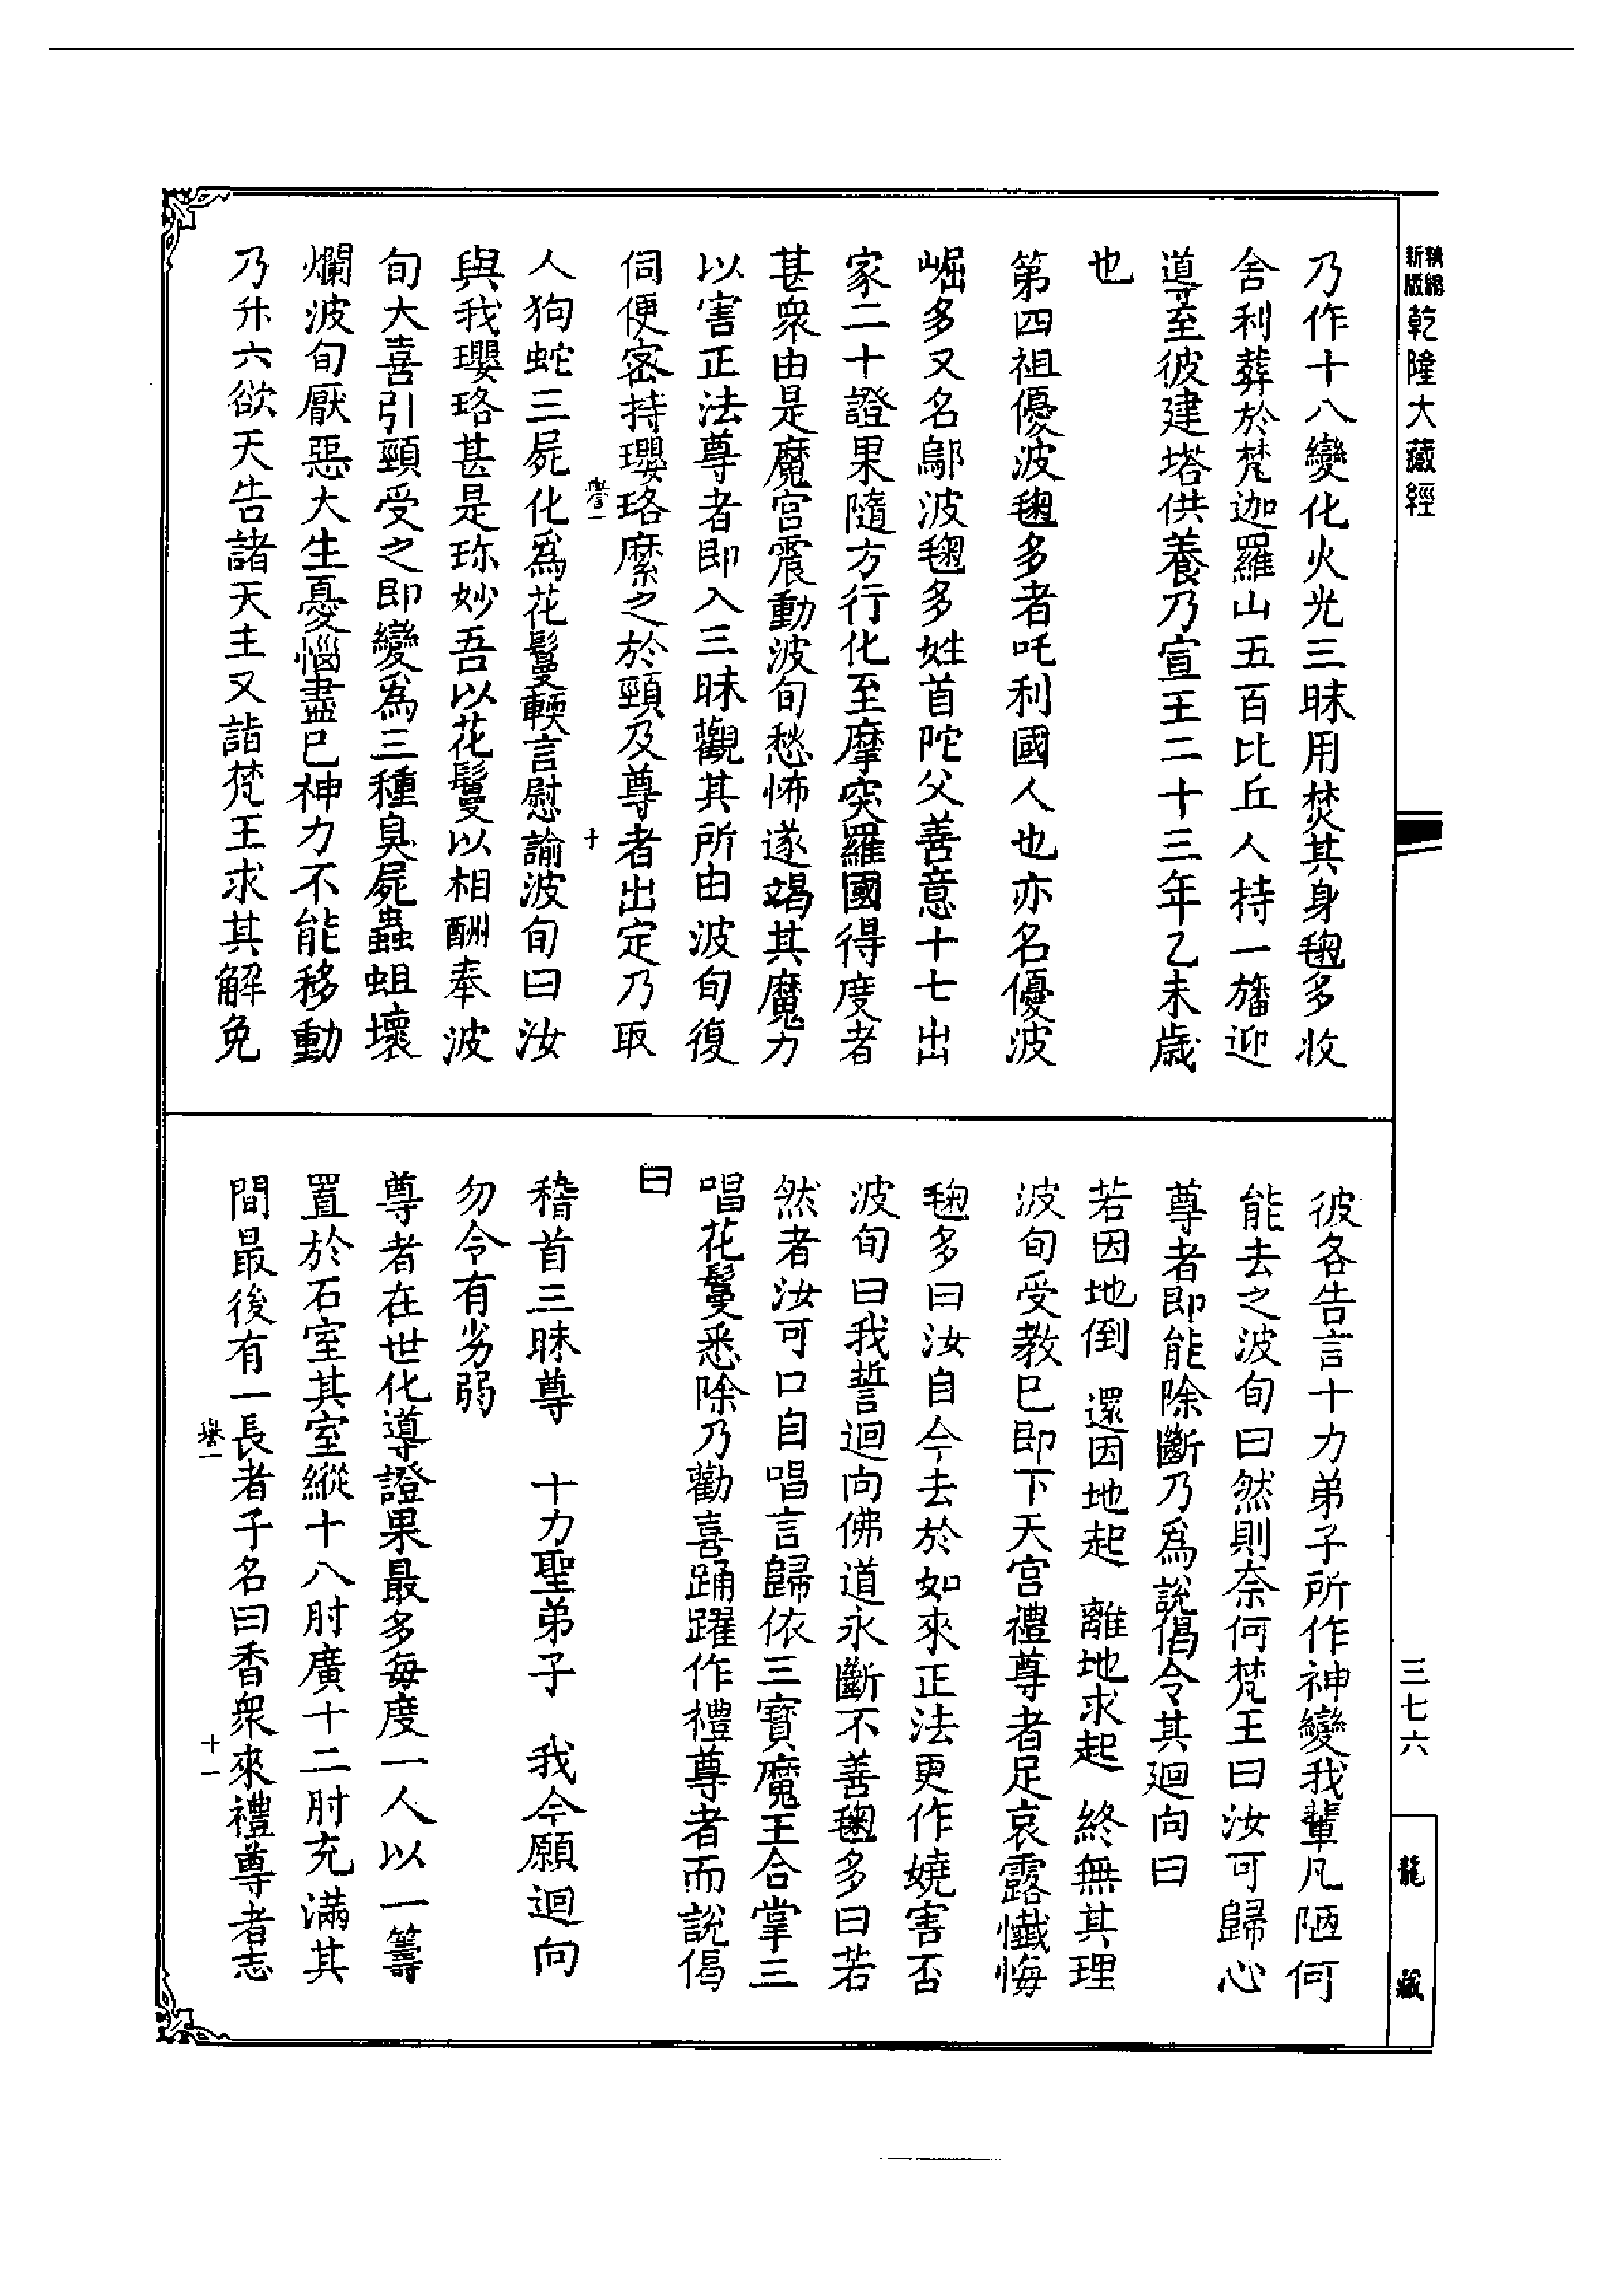 新版
乾隆大藏經
三七六
龍藏
乃作十八變化火光三昧用焚其身毱多收
舍利葬於梵迦羅山五百比丘人持一旛迎
導至彼建塔供養乃宣王二十三年乙未歲
也
第四祖優波毱多者吒利國人也亦名優波
崛多又名鄔波毱多姓首陀父善意十七出
家二十證果隨方行化至摩突羅國得度者
甚衆由是魔宮震動波旬愁怖遂竭其魔力
以害正法尊者即入三昧觀其所由波旬復
伺便密持瓔珞縻之於頸及尊者出定乃取
譽一
十
人狗蛇三屍化爲花鬘輭言慰諭波旬曰汝
與我瓔珞甚是珎妙吾以花鬘以相酬奉波
旬大喜引頸受之即變爲三種臭屍蟲蛆壞
爛波旬厭惡大生憂惱盡已神力不能移動
乃升六欲天告諸天主又詣梵王求其解免
彼各告言十力弟子所作神變我輩凡陋何
能去之波旬曰然則奈何梵王曰汝可歸心
尊者即能除斷乃爲說偈令其廻向曰
若因地倒 還因地起 離地求起 終無其理
波旬受教已即下天宮禮尊者足哀露懺悔
毱多曰汝自今去於如來正法更作嬈害否
波旬曰我誓迴向佛道永斷不善毱多曰若
然者汝可口自唱言歸依三寳魔王合掌三
唱花鬘悉除乃勸喜踊躍作禮尊者而說偈
曰
稽首三昧尊 十力聖弟子 我今願迴向
勿令有劣弱
尊者在世化導證果最多每度一人以一籌
置於石室其室縱十八肘廣十二肘充滿其
間最後有一長者子名曰香衆來禮尊者志
譽一
十一